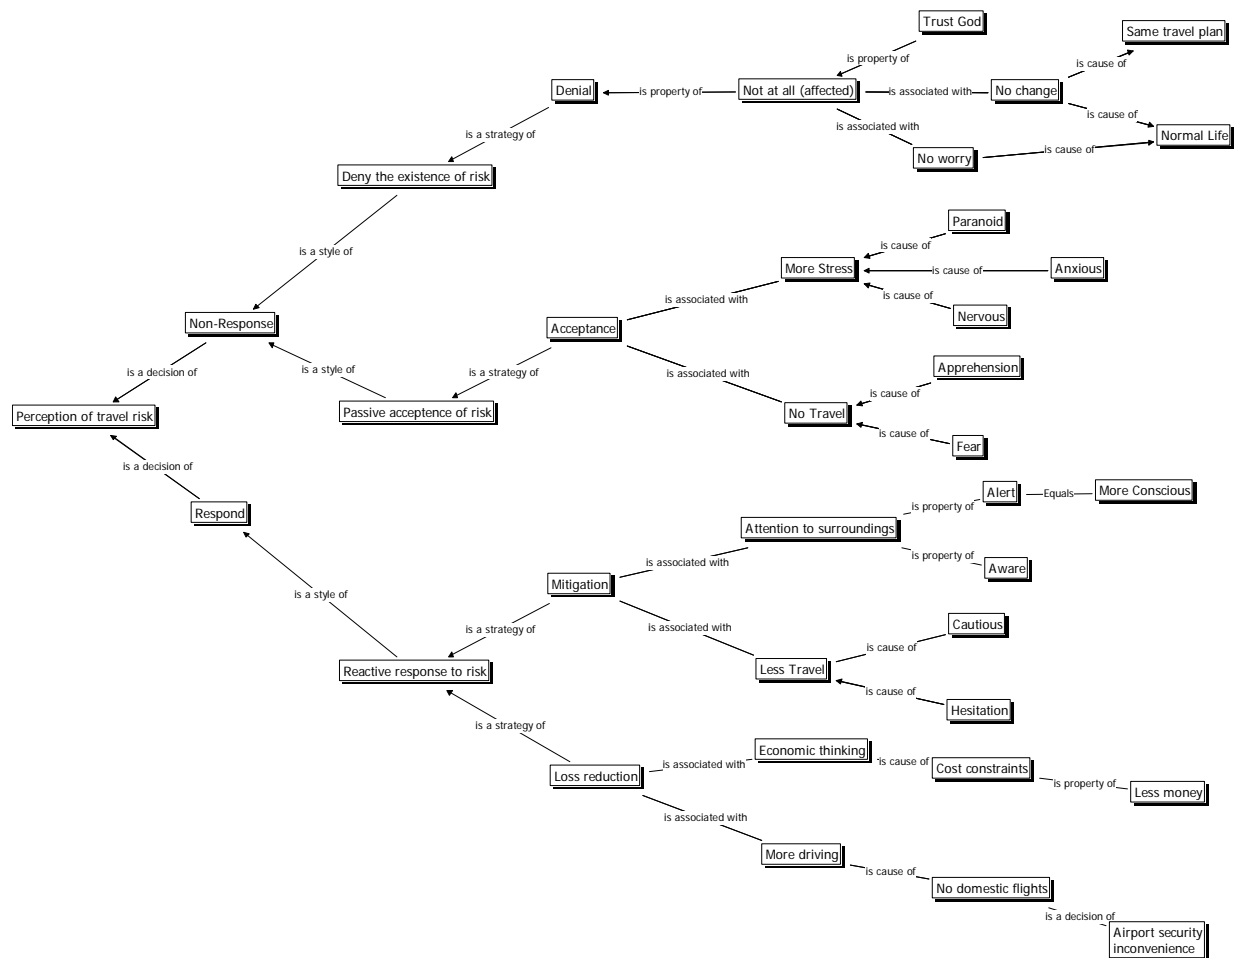 Trust God
Same travel plan
is property of
is cause of
Denial
is property of
Not at all (affected)
is associated with
No change
is cause of
is a strategy of
is associated with
Normal Life
No worry
is cause of
Deny the existence of risk
Paranoid
is a style of
is cause of
More Stress
is cause of
Anxious
is associated with
is cause of
Non-Response
Acceptance
Nervous
is a decision of
is a style of
is a strategy of
is associated with
Apprehension
is cause of
Perception of travel risk
Passive acceptence of risk
No Travel
is cause of
Fear
is a decision of
Respond
Alert
Equals
More Conscious
is property of
Attention to surroundings
is associated with
is property of
Aware
Mitigation
is a style of
is a strategy of
is associated with
Cautious
is cause of
Reactive response to risk
Less Travel
is cause of
Hesitation
is a strategy of
Economic thinking
Loss reduction
is associated with
is cause of
Cost constraints
is property of
Less money
is associated with
More driving
is cause of
No domestic flights
is a decision of
Airport security
inconvenience